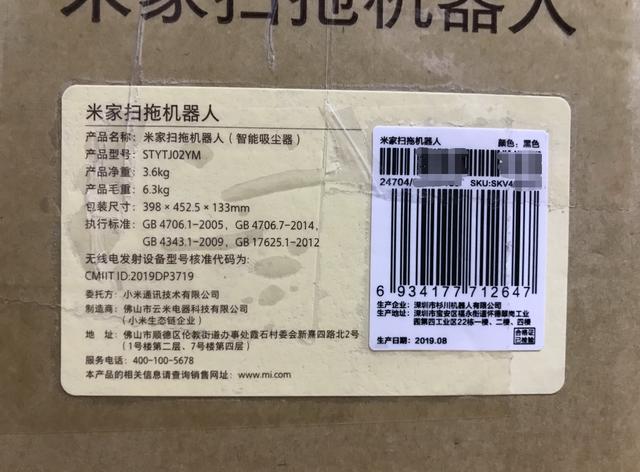 米家扫拖机器人
米家扫拖机器人
产品名称： 米家扫拖机器人（智能吸尘器）
产品型号： STYTJ02YM
产品净重： 3.6kg
产品毛重： 6.3kg
包装尺寸： 398×452.5×133mm
执行标准： GB 4706.1-2005，GB 4706.7-2014，
GB 4343.1-2009，GB 17625.1-2012
无线电发射设备型号核准代码为：
CMIIT ID:2019DP3719
委托方： 小米通讯技术有限公司
制造商： 佛山市云米电器科技有限公司
（小米生态链企业）
地 址： 佛山市顺德区伦教街道办事处霞石村委会新熹四路北2号
（1号楼第二层、7号楼第四层）
服务电话： 400-100-5678
本产品的相关信息请查询销售网址：www.mi.com
米家扫拖机器人 颜色：黑色
24704/ SKU:SKV4
6 934177 712647
生产企业：深圳市杉川机器人有限公司
生产地址：深圳市宝安区福永街道怀德翠岗工业
园第四工业区22栋一楼、二楼、四楼
生产日期：2019.08
合格证
已检验